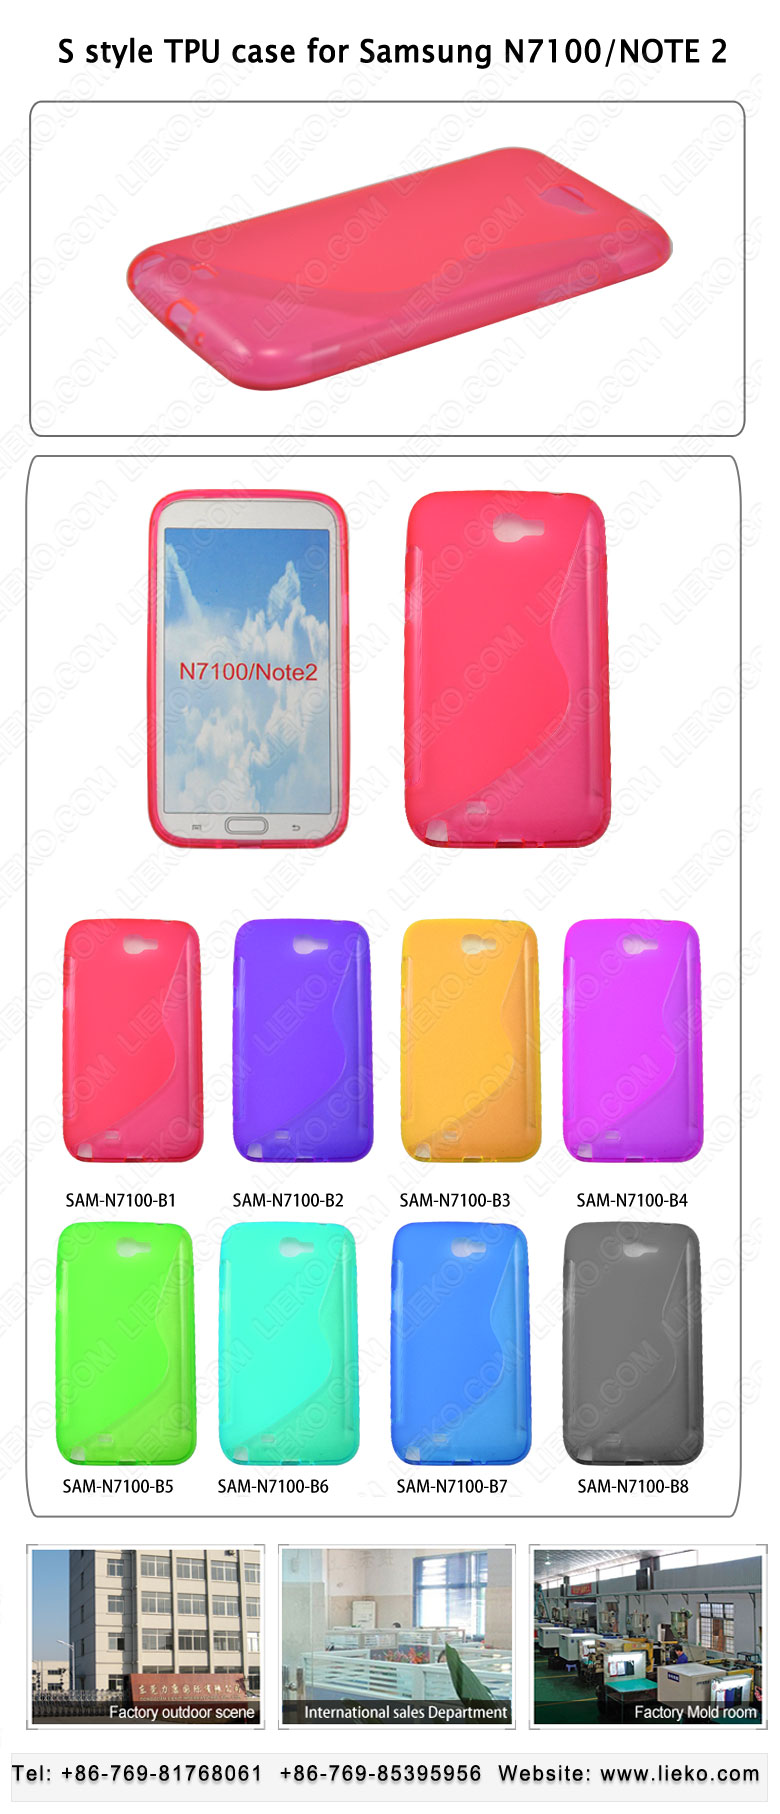 S style TPU case for Samsung N7100/NOTE 2
N7100/Note2
SAM-N7100-B1 SAM-N7100-B2 SAM-N7100-B3 SAM-N7100-B4
SAM-N7100-B5 SAM-N7100-B6 SAM-N7100-B7 SAM-N7100-B8
Factory outdoor scene International sales Department Factory Mold room
Tel: +86-769-81768061 +86-769-85395956 Website: www.lieko.com
LIEKO.COM